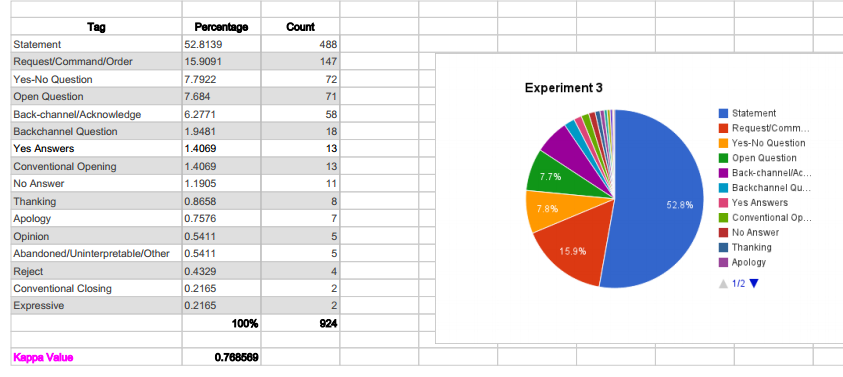 Tag Percentage Count
Statement 52.8139 488
Request/Command/Order 15.9091 147
Yes-No Question 7.7922 72
Open Question 7.684 71
Back-channel/Acknowledge 6.2771 58
Backchannel Question 1.9481 18
Yes Answers 1.4069 13
Conventional Opening 1.4069 13
No Answer 1.1905 11
Thanking 0.8658 8
Apology 0.7576 7
Opinion 0.5411 5
Abandoned/Uninterpretable/Other 0.5411 5
Reject 0.4329 4
Conventional Closing 0.2165 2
Expressive 0.2165 2
100% 924
Kappa Value 0.768569
Experiment 3
52.8%
15.9%
7.8%
7.7%
Statement
Request/Comm...
Yes-No Question
Open Question
Back-channel/Ac...
Backchannel Qu...
Yes Answers
Conventional Op...
No Answer
Thanking
Apology
1/2